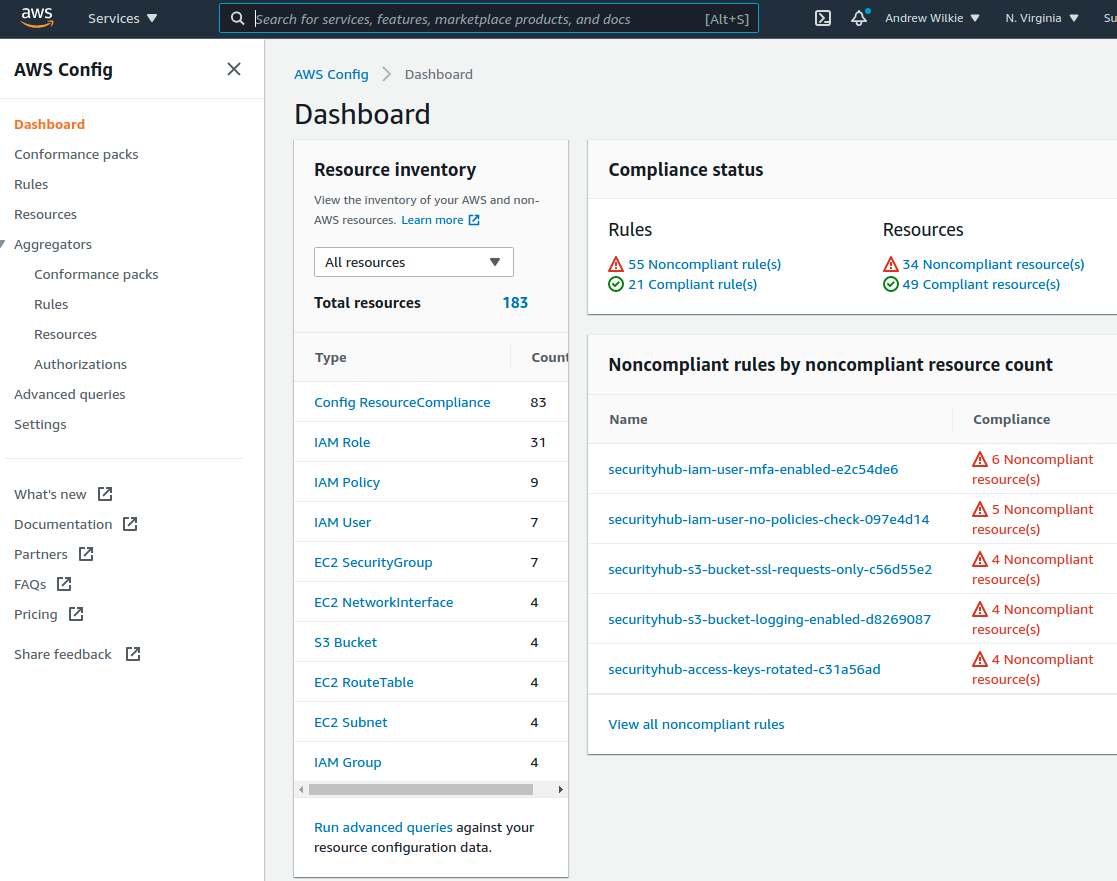 aws
Services
Search for services, features, marketplace products, and docs [Alt+S]
Andrew Wilkie
N. Virginia
Su
AWS Config
Dashboard
Conformance packs
Rules
Resources
Aggregators
Conformance packs
Rules
Resources
Authorizations
Advanced queries
Settings
What's new
Documentation
Partners
FAQs
Pricing
Share feedback
AWS Config Dashboard
Dashboard
Resource inventory
View the inventory of your AWS and non-
AWS resources. Learn more
All resources
Total resources 183
Type Count
Config ResourceCompliance 83
IAM Role 31
IAM Policy 9
IAM User 7
EC2 SecurityGroup 7
EC2 NetworkInterface 4
S3 Bucket 4
EC2 RouteTable 4
EC2 Subnet 4
IAM Group 4
Run advanced queries against your
resource configuration data.
Compliance status
Rules
55 Noncompliant rule(s)
21 Compliant rule(s)
Resources
34 Noncompliant resource(s)
49 Compliant resource(s)
Noncompliant rules by noncompliant resource count
Name Compliance
securityhub-iam-user-mfa-enabled-e2c54de6 6 Noncompliant
resource(s)
securityhub-iam-user-no-policies-check-097e4d14 5 Noncompliant
resource(s)
securityhub-s3-bucket-ssl-requests-only-c56d55e2 4 Noncompliant
resource(s)
securityhub-s3-bucket-logging-enabled-d8269087 4 Noncompliant
resource(s)
securityhub-access-keys-rotated-c31a56ad 4 Noncompliant
resource(s)
View all noncompliant rules